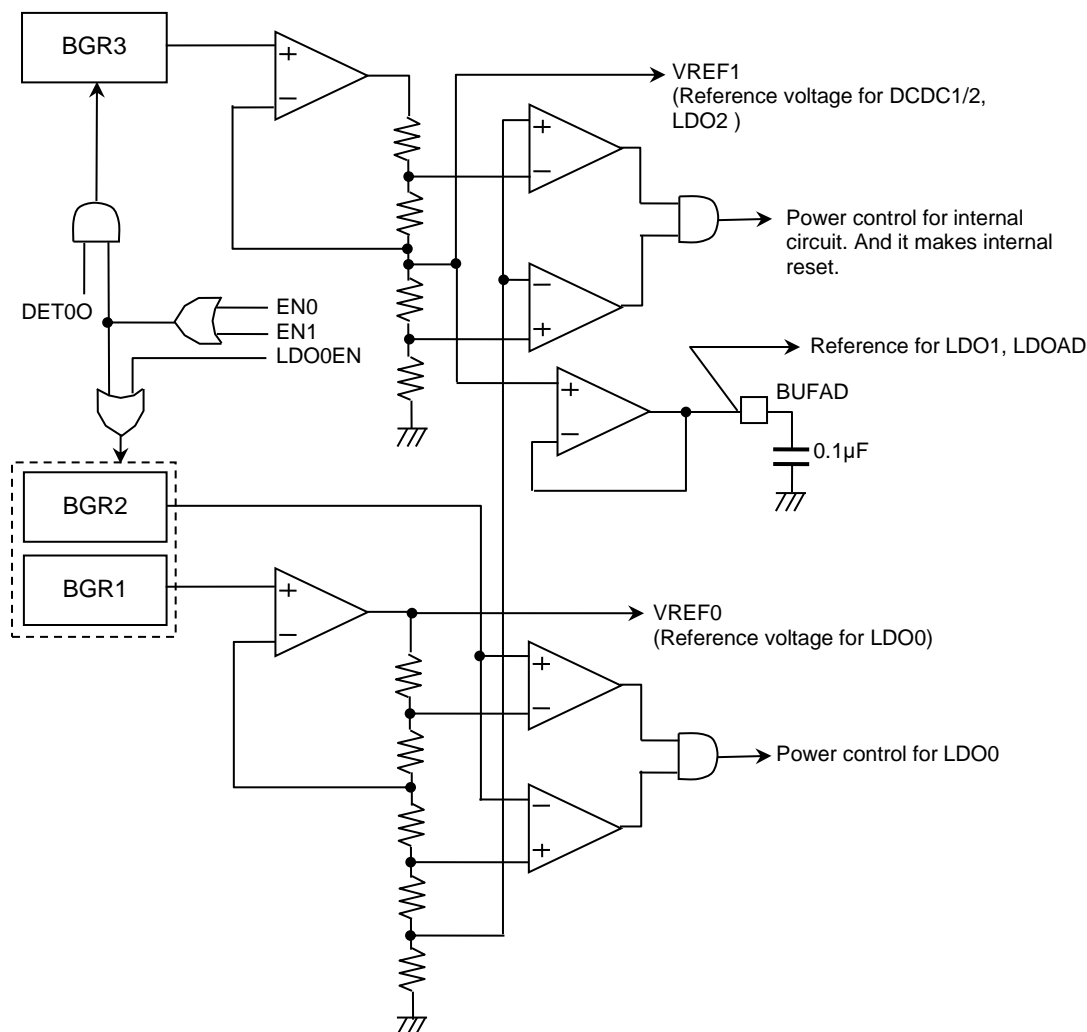 BGR3
+
−
VREF1
(Reference voltage for DCDC1/2,
LDO2 )
+
−
Power control for internal
circuit. And it makes internal
reset.
DET0O
EN0
EN1
LDO0EN
−
+
Reference for LDO1, LDOAD
BUFAD
+
−
0.1µF
BGR2
BGR1
+
−
VREF0
(Reference voltage for LDO0)
+
−
Power control for LDO0
−
+